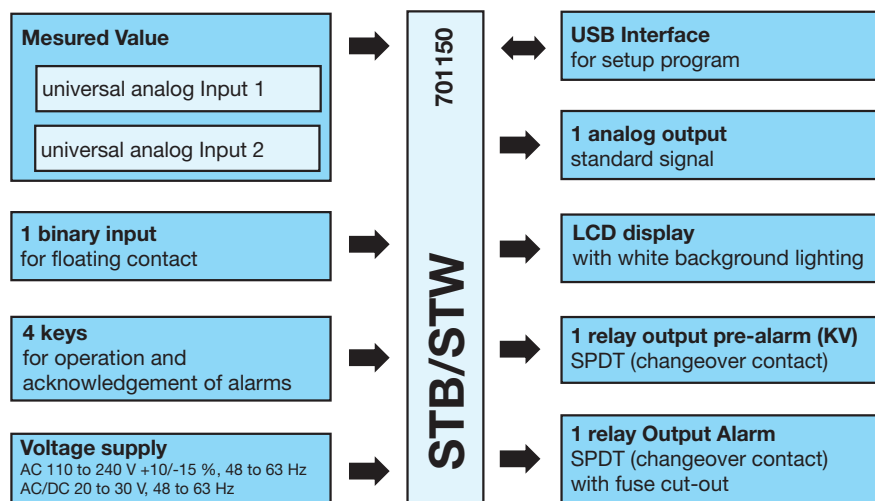 Mesured Value
universal analog Input 1
universal analog Input 2
1 binary input
for floating contact
4 keys
for operation and
acknowledgement of alarms
Voltage supply
AC 110 to 240 V +10/-15 %, 48 to 63 Hz
AC/DC 20 to 30 V, 48 to 63 Hz
701150
STB/STW
USB Interface
for setup program
1 analog output
standard signal
LCD display
with white background lighting
1 relay output pre-alarm (KV)
SPDT (changeover contact)
1 relay Output Alarm
SPDT (changeover contact)
with fuse cut-out